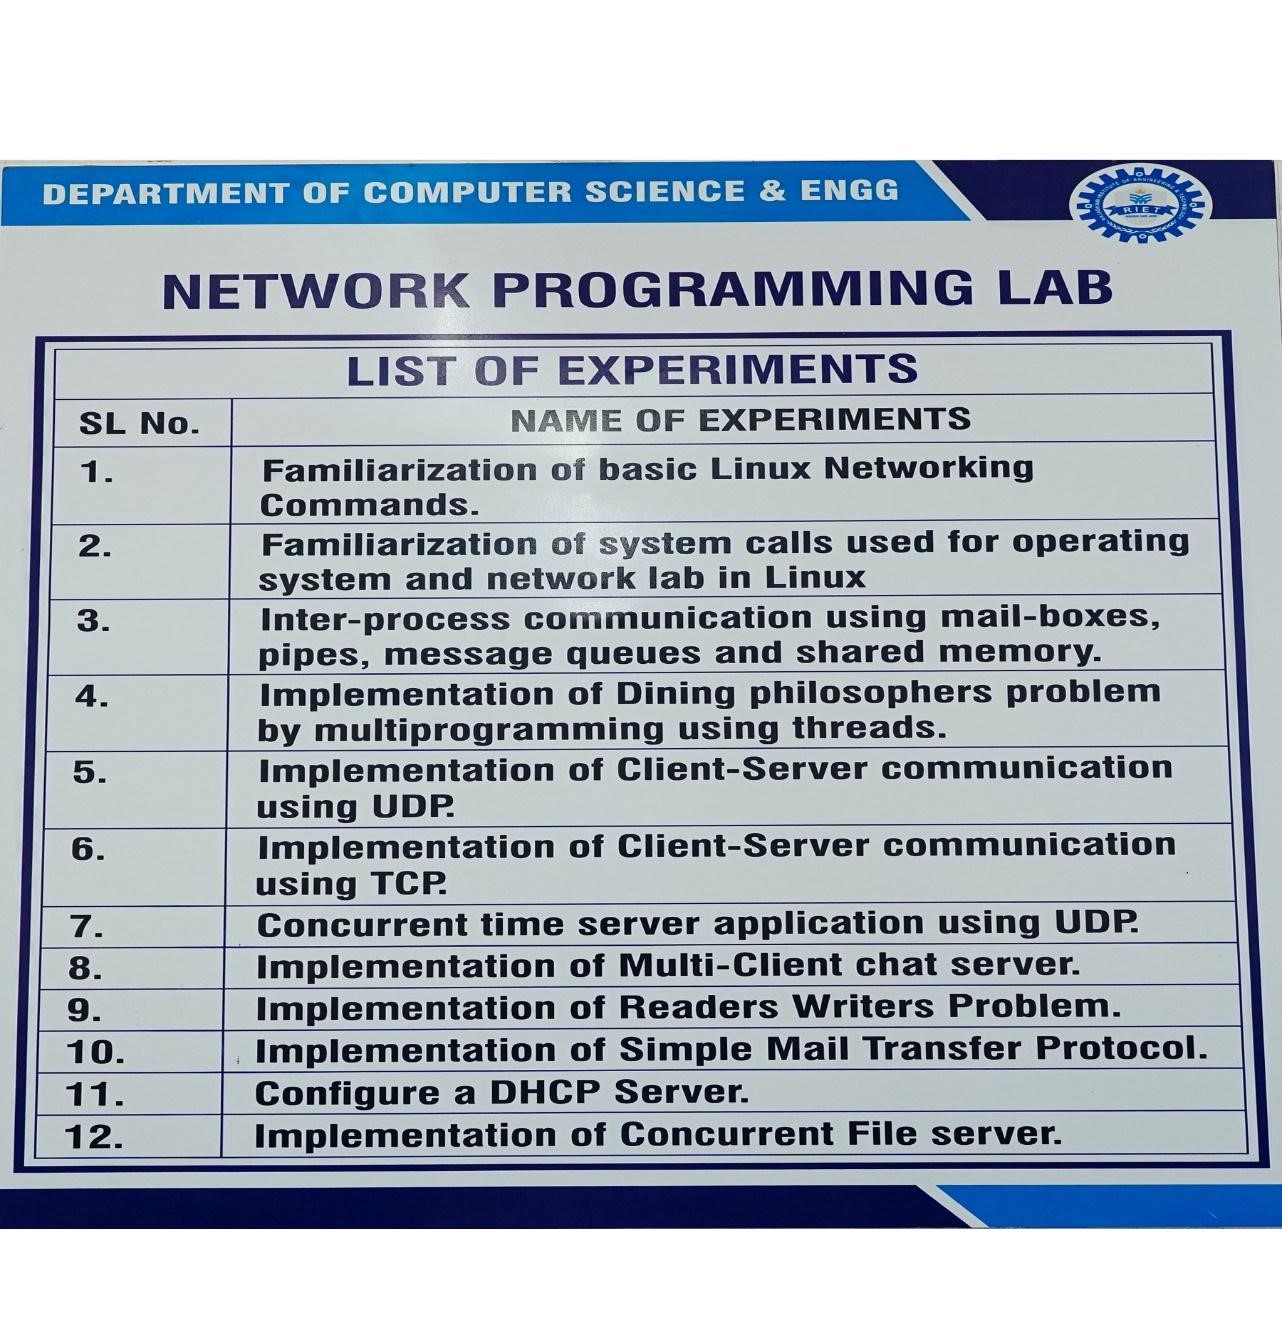 DEPARTMENT OF COMPUTER SCIENCE & ENGG
RIET
NETWORK PROGRAMMING LAB
LIST OF EXPERIMENTS
SL No. NAME OF EXPERIMENTS
1. Familiarization of basic Linux Networking
Commands.
2. Familiarization of system calls used for operating
system and network lab in Linux
3. Inter-process communication using mail-boxes,
pipes, message queues and shared memory.
4. Implementation of Dining philosophers problem
by multiprogramming using threads.
5. Implementation of Client-Server communication
using UDP.
6. Implementation of Client-Server communication
using TCP.
7. Concurrent time server application using UDP.
8. Implementation of Multi-Client chat server.
9. Implementation of Readers Writers Problem.
10. Implementation of Simple Mail Transfer Protocol.
11. Configure a DHCP Server.
12. Implementation of Concurrent File server.